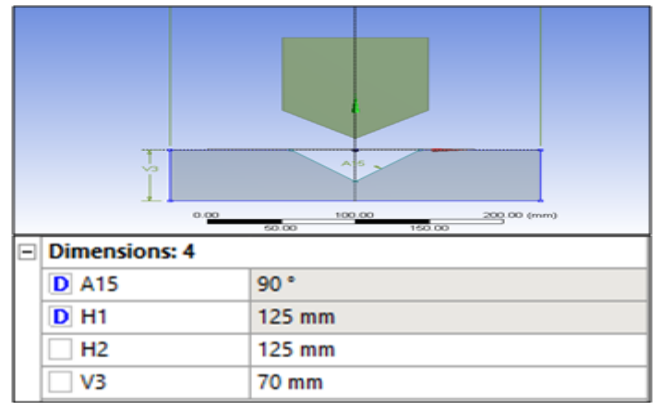 V3
A15
0.00 100.00 200.00 (mm)
50.00 150.00
Dimensions: 4
D A15 90 °
D H1 125 mm
H2 125 mm
V3 70 mm